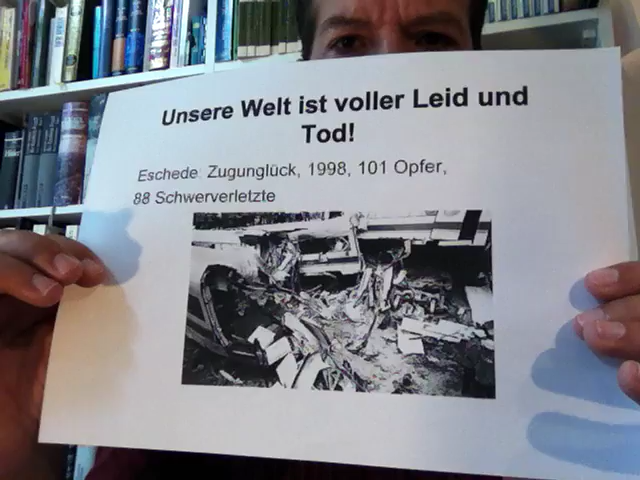 Unsere Welt ist voller Leid und
Tod!
Eschede: Zugunglück, 1998, 101 Opfer,
88 Schwerverletzte